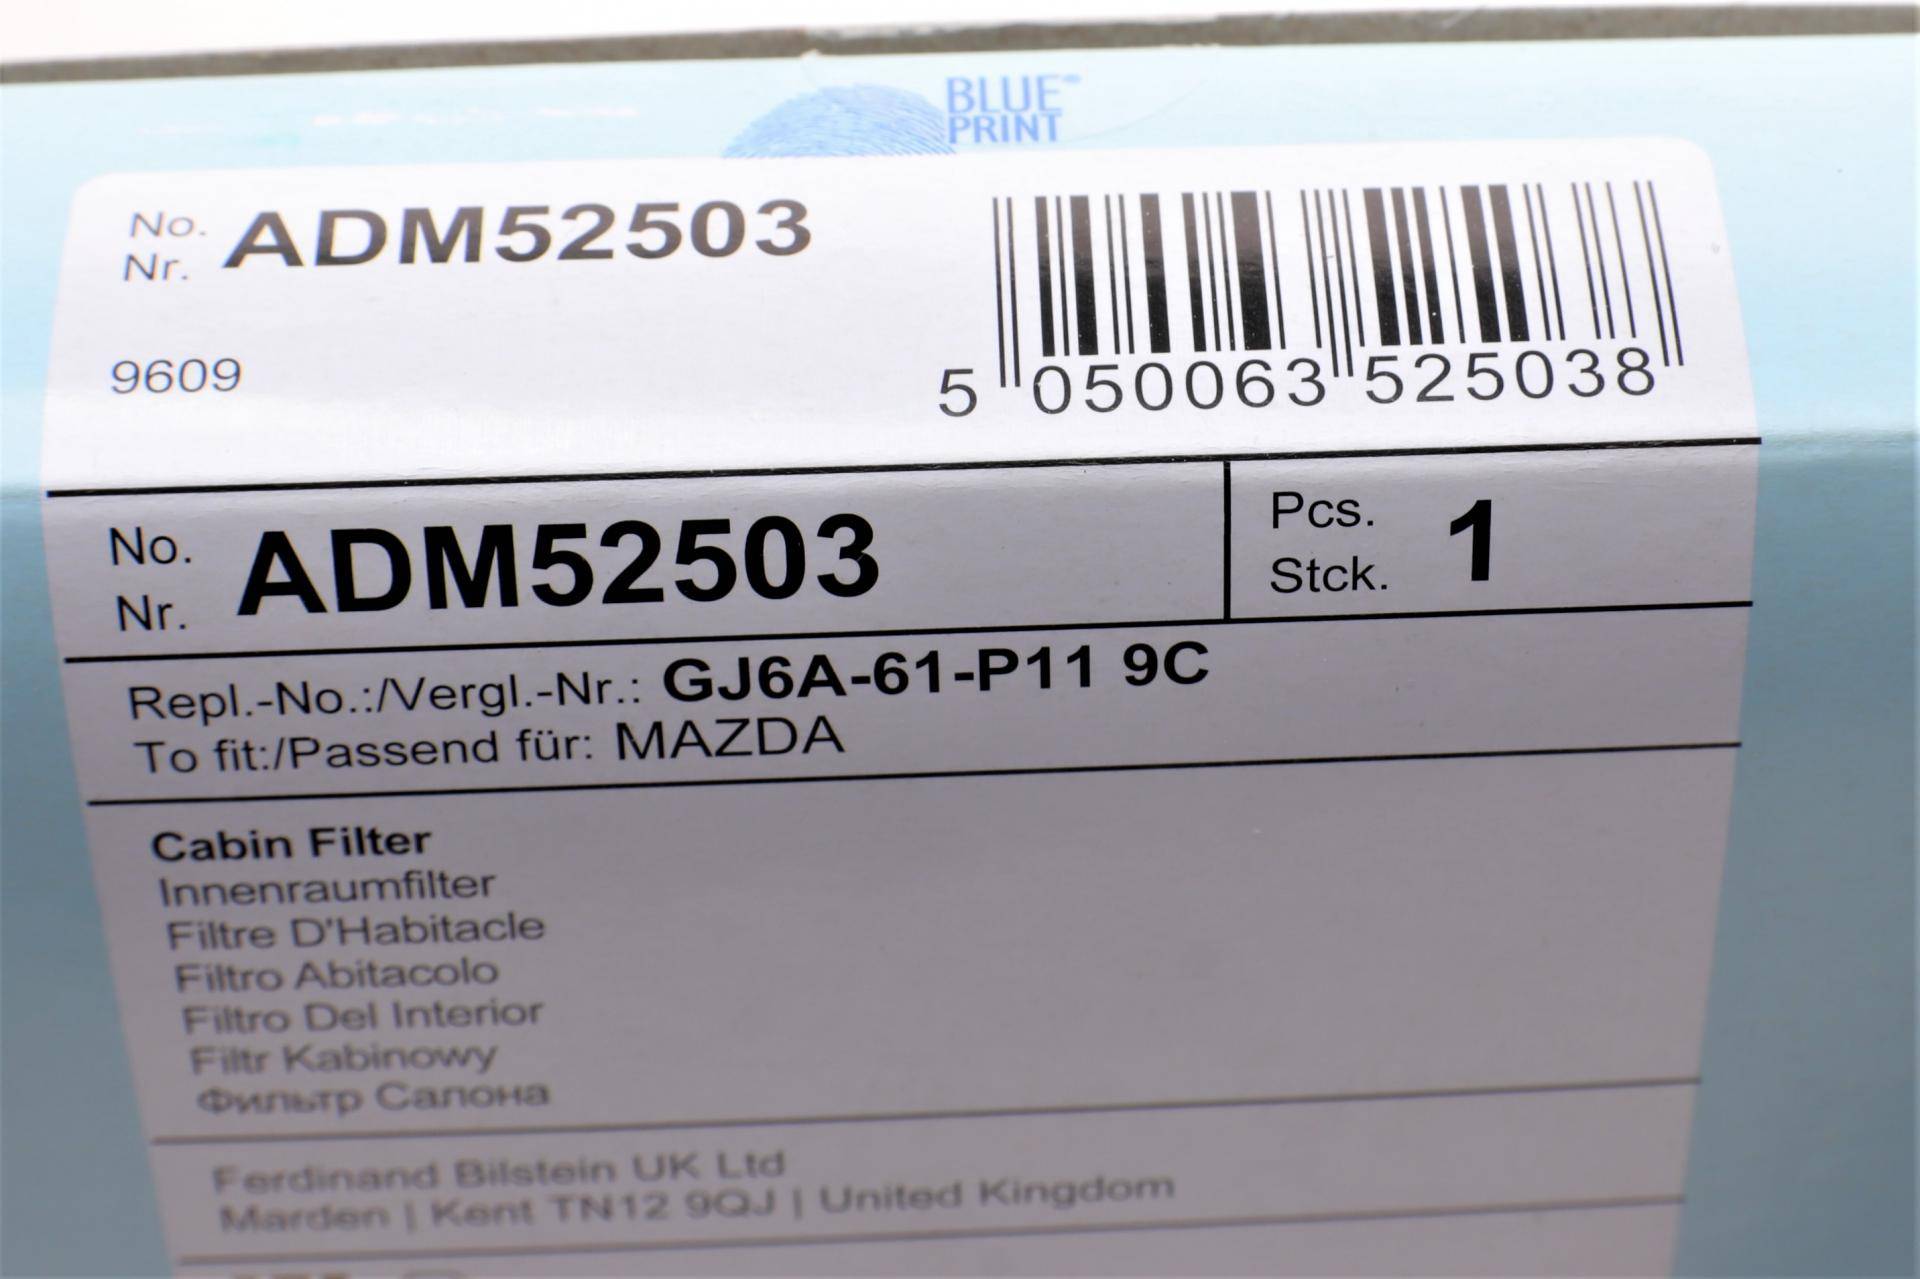 BLUE
PRINT
No.
Nr. ADM52503
9609
5 050063 525038
No.
Nr. ADM52503
Pcs.
Stck. 1
Repl.-No.:/Vergl.-Nr.: GJ6A-61-P11 9C
To fit:/Passend für: MAZDA
Cabin Filter
Innenraumfilter
Filtre D'Habitacle
Filtro Abitacolo
Filtro Del Interior
Filtr Kabinowy
Фильтр Салона
Ferdinand Bilstein UK Ltd
Marden | Kent TN12 9QJ | United Kingdom